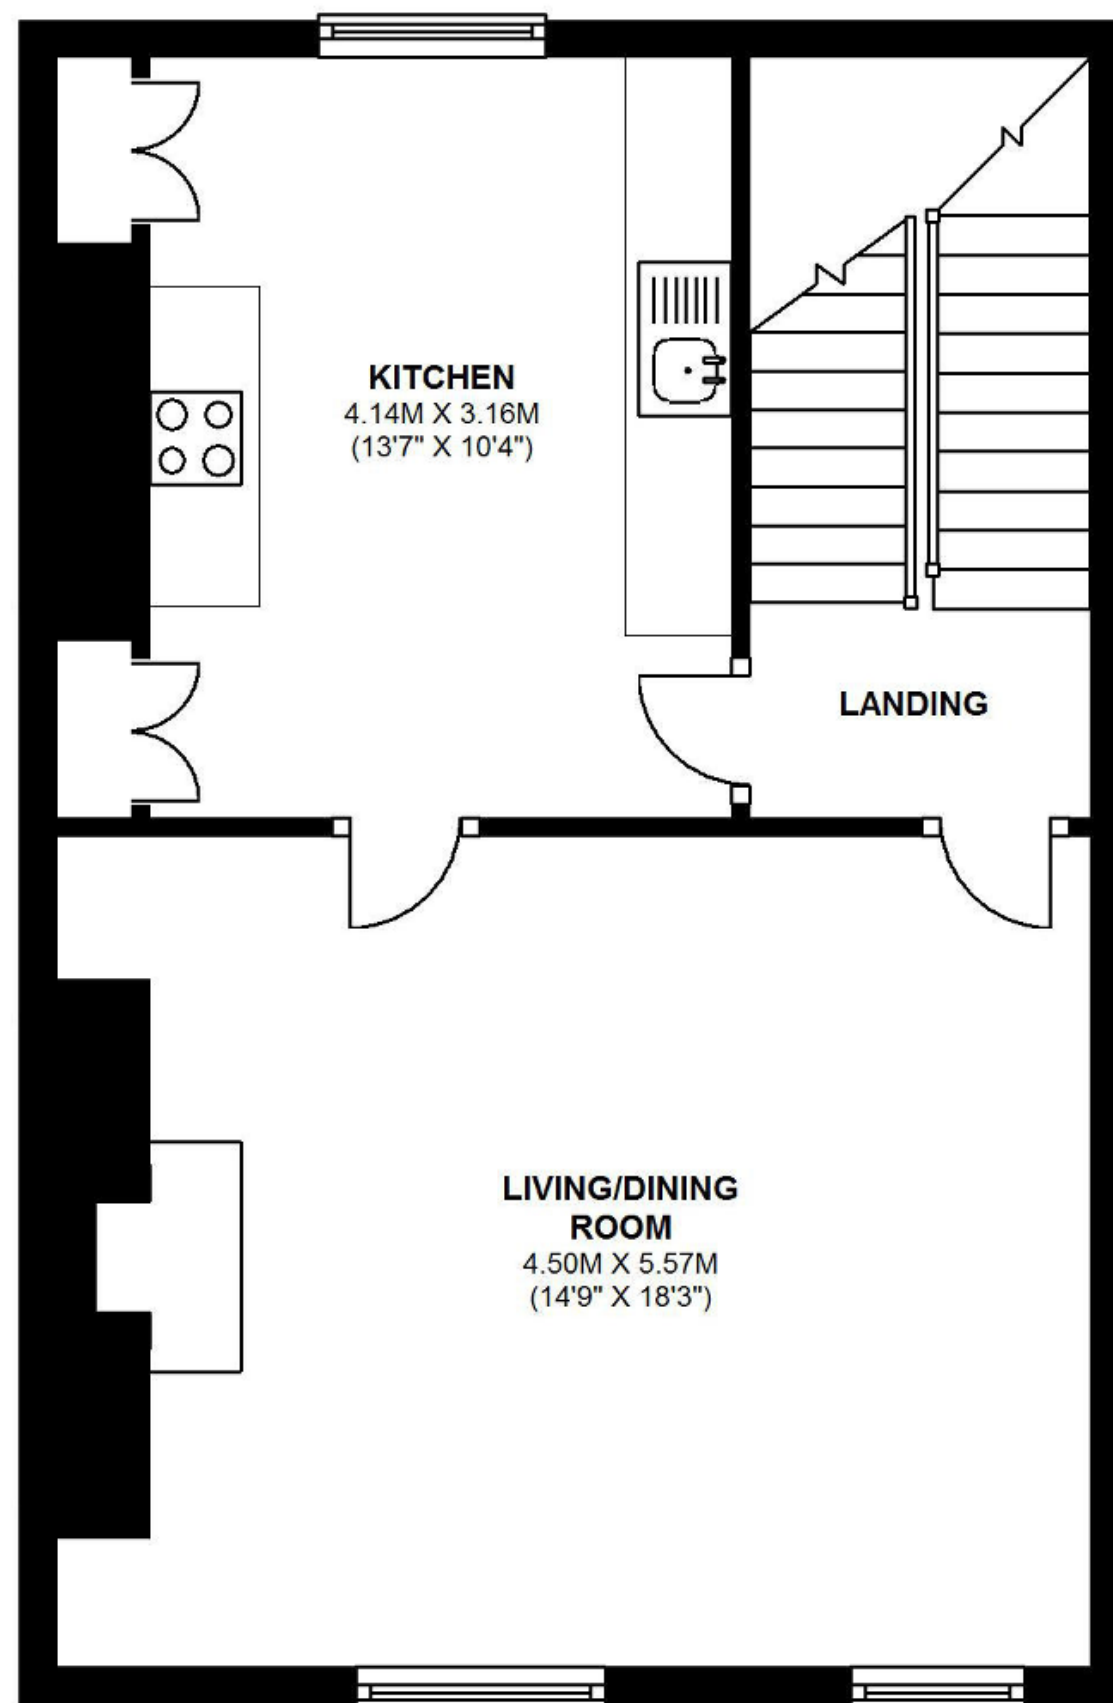 KITCHEN
4.14M X 3.16M
(13'7" X 10'4")
LANDING
LIVING/DINING
ROOM
4.50M X 5.57M
(14'9" X 18'3")